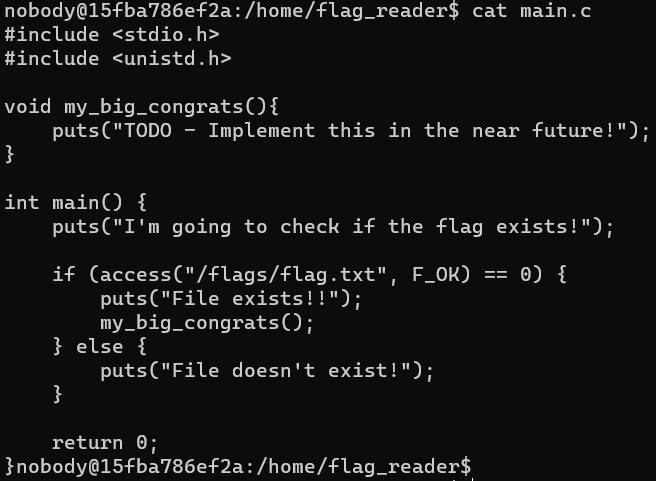 nobody@15fba786ef2a:/home/flag_reader$ cat main.c
#include <stdio.h>
#include <unistd.h>
void my_big_congrats(){
    puts("TODO - Implement this in the near future!");
}
int main() {
    puts("I'm going to check if the flag exists!");
    if (access("/flags/flag.txt", F_OK) == 0) {
        puts("File exists!!");
        my_big_congrats();
    } else {
        puts("File doesn't exist!");
    }
    return 0;
}nobody@15fba786ef2a:/home/flag_reader$